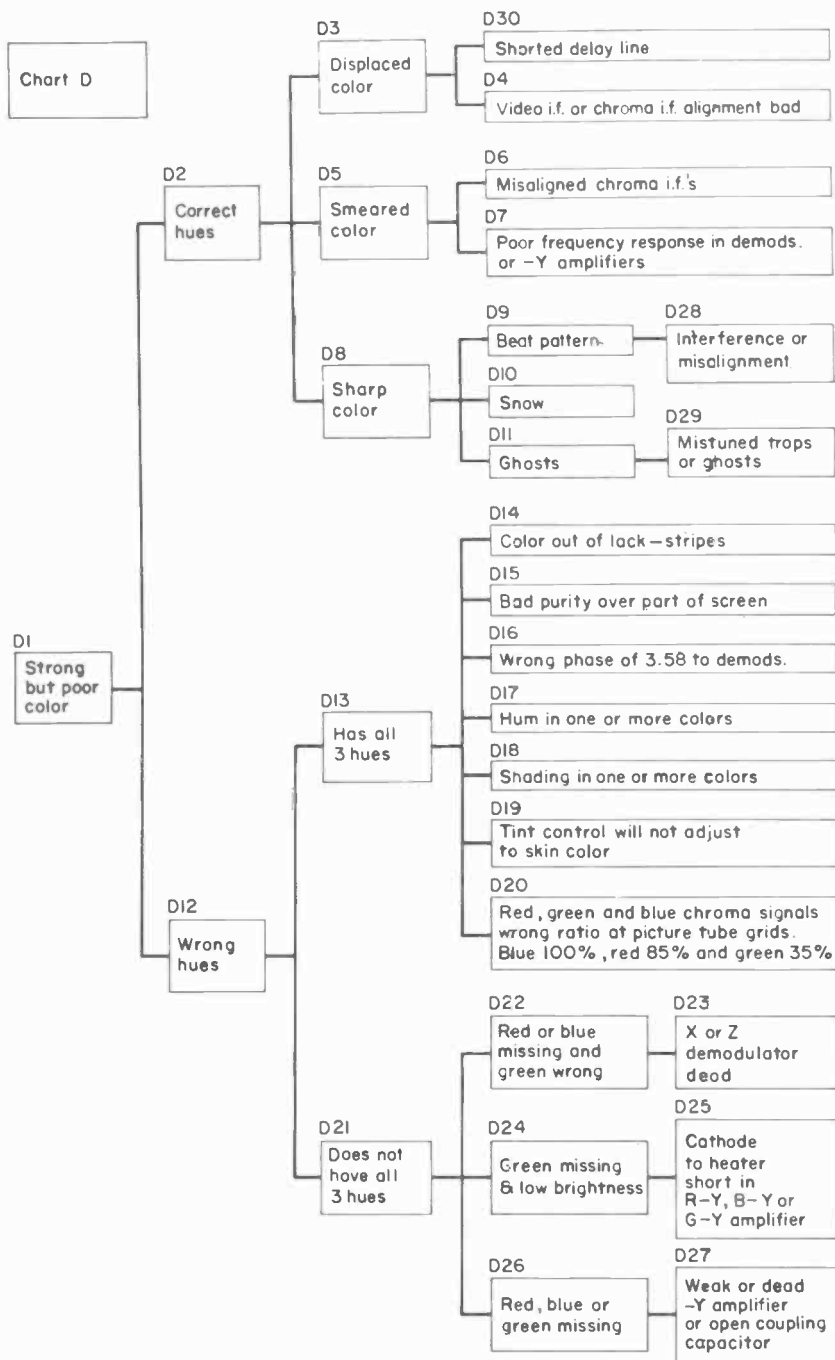 Chart D
D1
Strong
but poor
color
D2
Correct
hues
D3
Displaced
color
D30
Shorted delay line
D4
Video i.f. or chroma i.f. alignment bad
D5
Smeared
color
D6
Misaligned chroma i.f.'s
D7
Poor frequency response in demods.
or -Y amplifiers
D8
Sharp
color
D9
Beat pattern
D28
Interference or
misalignment
D10
Snow
D11
Ghosts
D29
Mistuned trops
or ghosts
D12
Wrong
hues
D13
Has all
3 hues
D14
Color out of lack—stripes
D15
Bad purity over part of screen
D16
Wrong phase of 3.58 to demods.
D17
Hum in one or more colors
D18
Shading in one or more colors
D19
Tint control will not adjust
to skin color
D20
Red, green and blue chroma signals
wrong ratio at picture tube grids.
Blue 100%, red 85% and green 35%
D21
Does not
hove all
3 hues
D22
Red or blue
missing and
green wrong
D23
X or Z
demodulator
dead
D24
Green missing
& low brightness
D25
Cathode
to heater
short in
R-Y, B-Y or
G-Y amplifier
D26
Red, blue or
green missing
D27
Weak or dead
-Y amplifier
or open coupling
capacitor